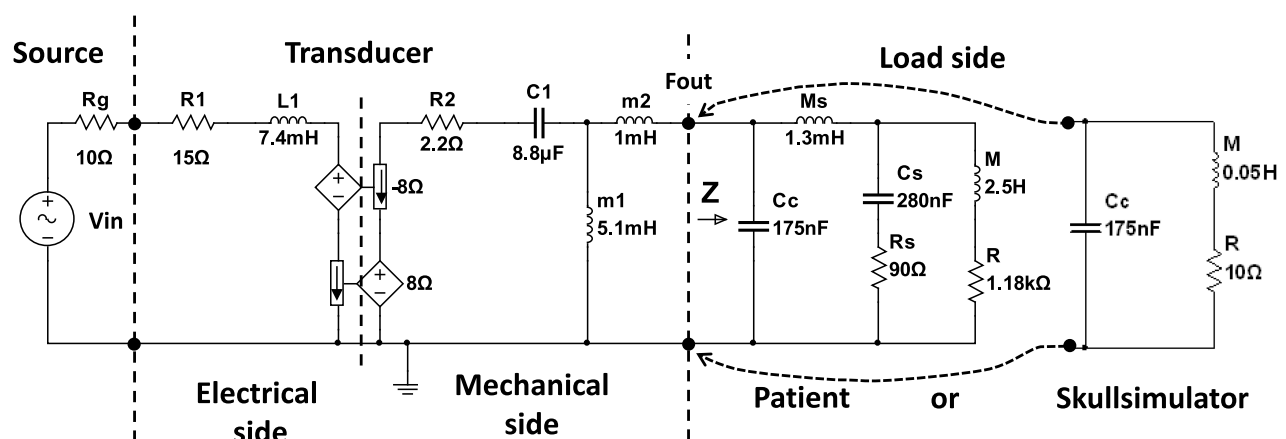 Source
Transducer
Load side
Fout
Rg
10Ω
Vin
R1
15Ω
L1
7.4mH
-8Ω
8Ω
R2
2.2Ω
C1
8.8µF
m2
1mH
m1
5.1mH
Z
Cc
175nF
Ms
1.3mH
Cs
280nF
Rs
90Ω
M
2.5H
R
1.18kΩ
Cc
175nF
M
0.05H
R
10Ω
Electrical
side
Mechanical
side
Patient or Skullsimulator